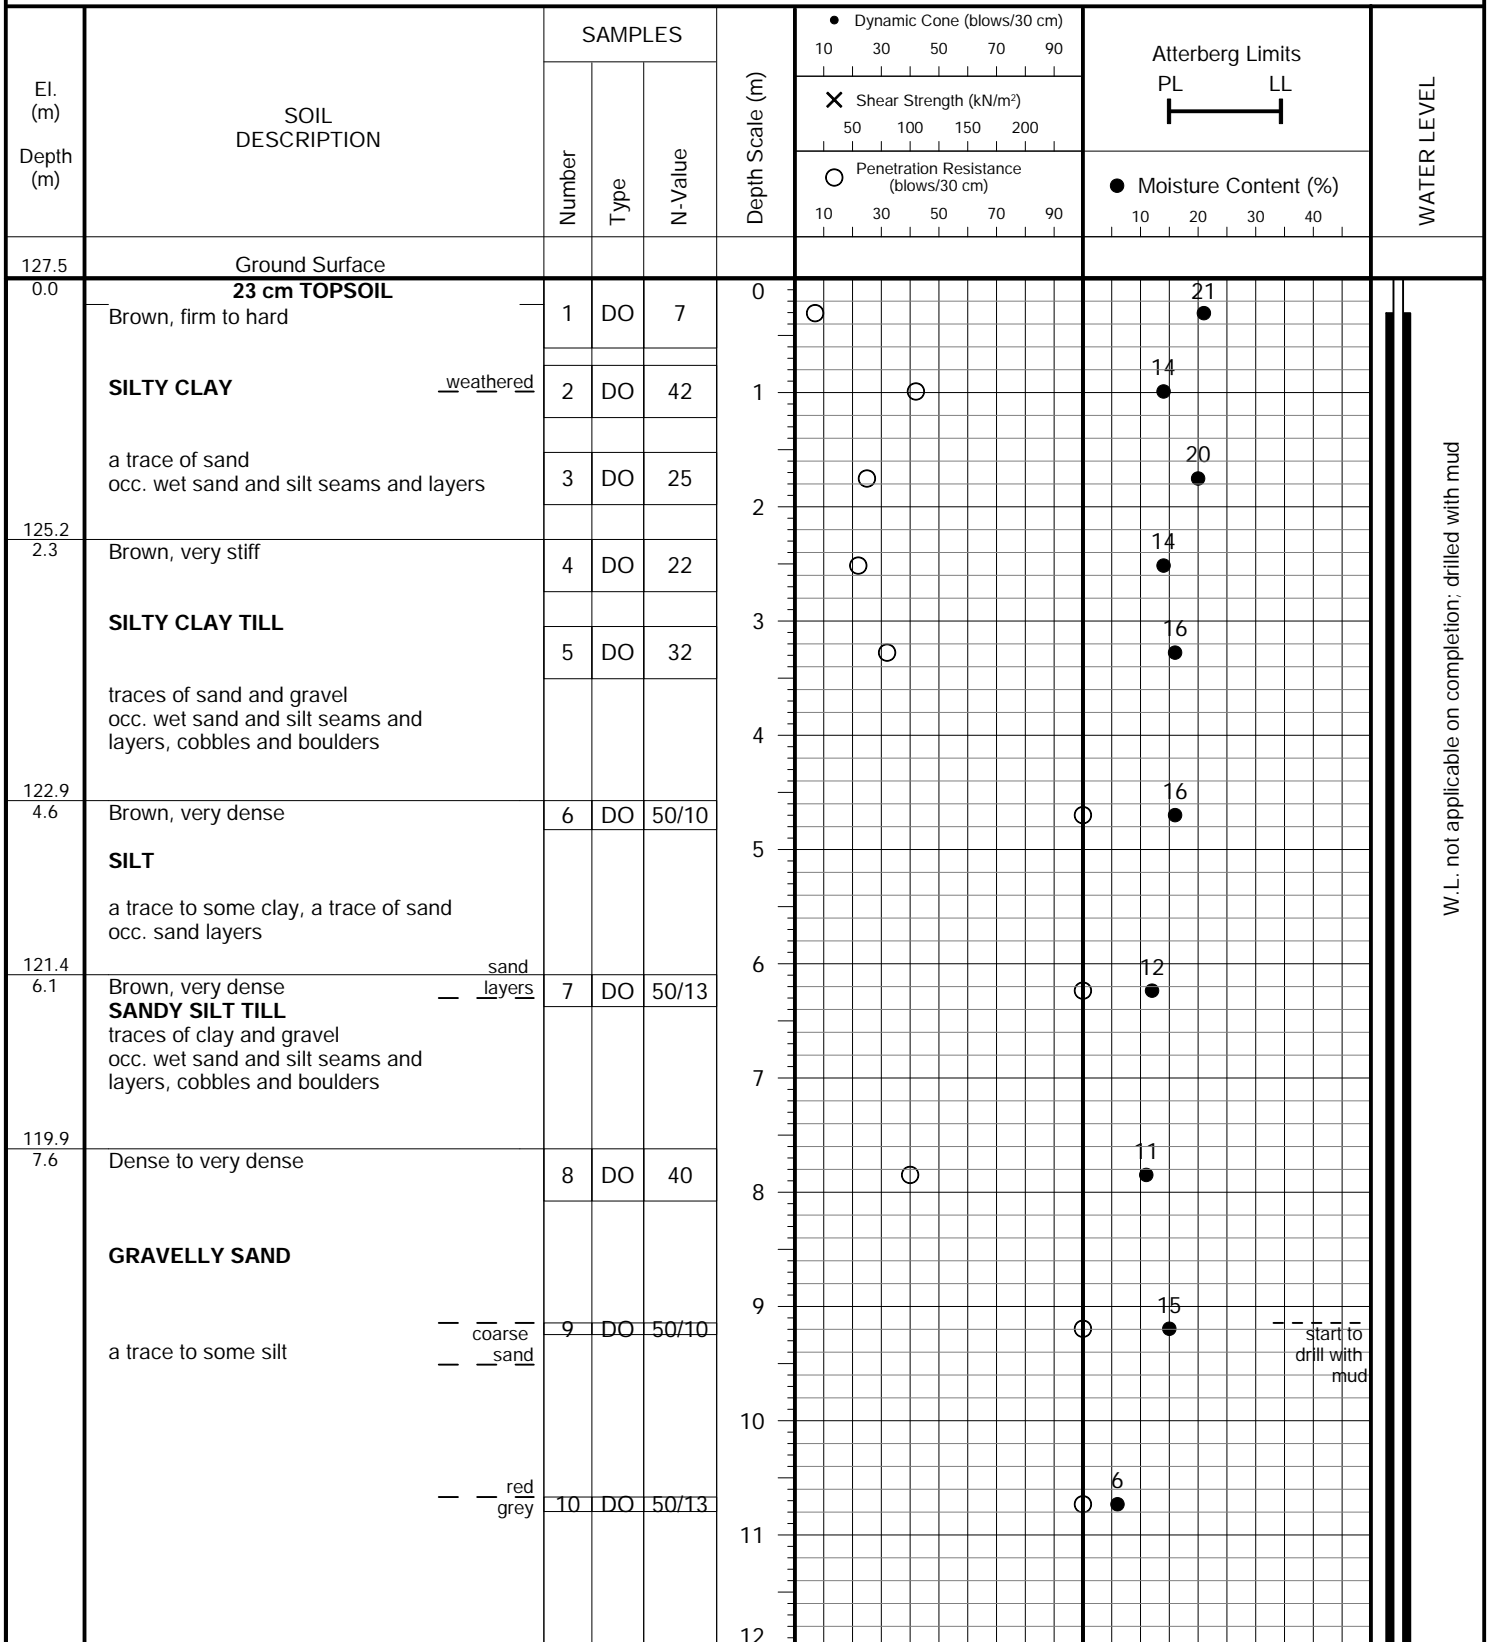 El.
(m)
Depth
(m)
SOIL
DESCRIPTION
SAMPLES
Number
Type
N-Value
Depth Scale (m)
Dynamic Cone (blows/30 cm)
10 30 50 70 90
Shear Strength (kN/m²)
50 100 150 200
Penetration Resistance
(blows/30 cm)
10 30 50 70 90
Atterberg Limits
PL LL
Moisture Content (%)
10 20 30 40
WATER LEVEL
127.5 Ground Surface
0.0 23 cm TOPSOIL 0 21
Brown, firm to hard 1 DO 7
14
SILTY CLAY weathered 2 DO 42 1
a trace of sand 20
occ. wet sand and silt seams and layers 3 DO 25
2
125.2
2.3 Brown, very stiff 14
4 DO 22
SILTY CLAY TILL 3 16
5 DO 32
traces of sand and gravel
occ. wet sand and silt seams and
layers, cobbles and boulders 4
122.9 16
4.6 Brown, very dense 6 DO 50/10
SILT 5
a trace to some clay, a trace of sand
occ. sand layers
121.4 sand 6 12
6.1 Brown, very dense layers 7 DO 50/13
SANDY SILT TILL
traces of clay and gravel
occ. wet sand and silt seams and
layers, cobbles and boulders 7
119.9
7.6 Dense to very dense 11
8 DO 40
8
GRAVELLY SAND
9 15
coarse 9 DO 50/10 start to
a trace to some silt sand drill with
mud
10
red 6
grey 10 DO 50/13
11
12
W.L. not applicable on completion; drilled with mud